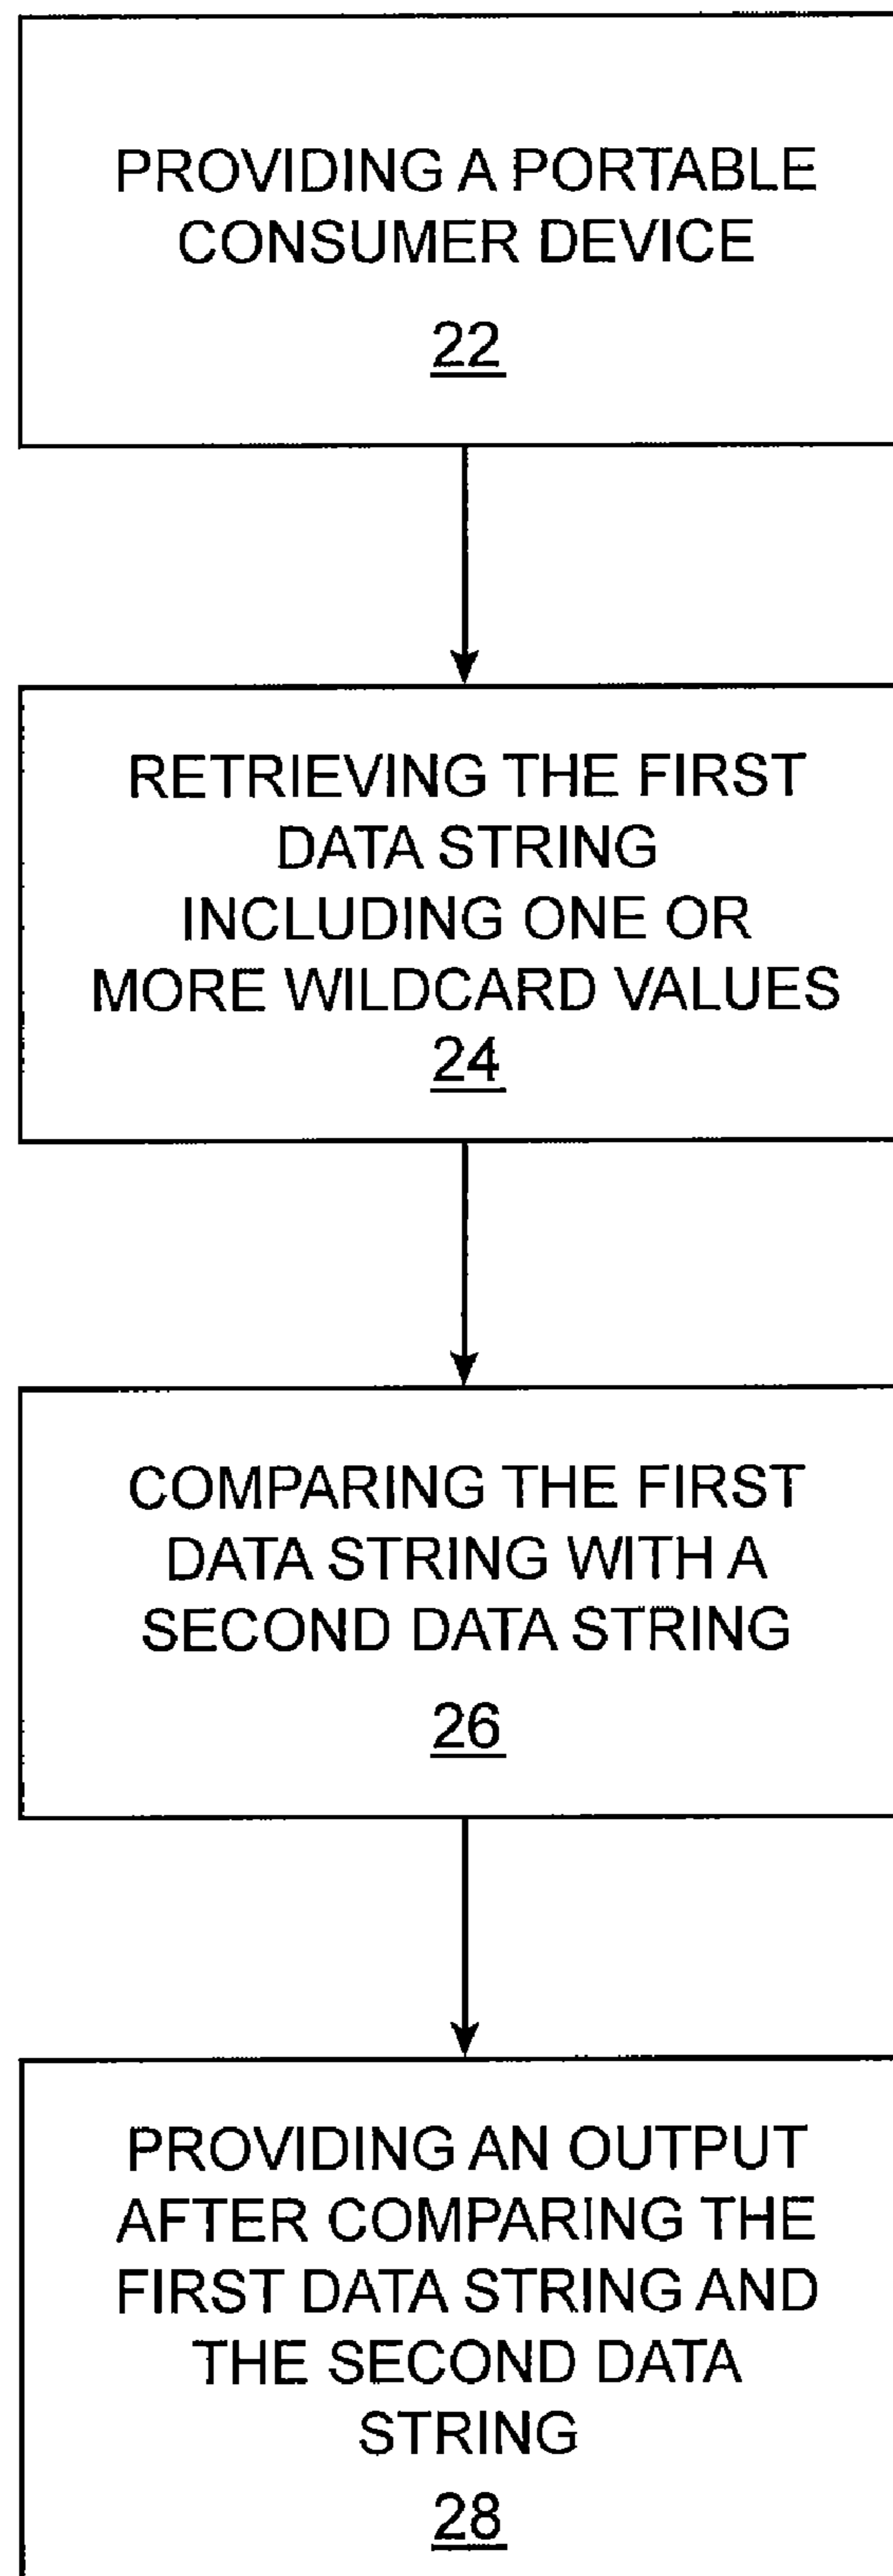 PROVIDING A PORTABLE
CONSUMER DEVICE
22
RETRIEVING THE FIRST
DATA STRING
INCLUDING ONE OR
MORE WILDCARD VALUES
24
COMPARING THE FIRST
DATA STRING WITH A
SECOND DATA STRING
26
PROVIDING AN OUTPUT
AFTER COMPARING THE
FIRST DATA STRING AND
THE SECOND DATA
STRING
28